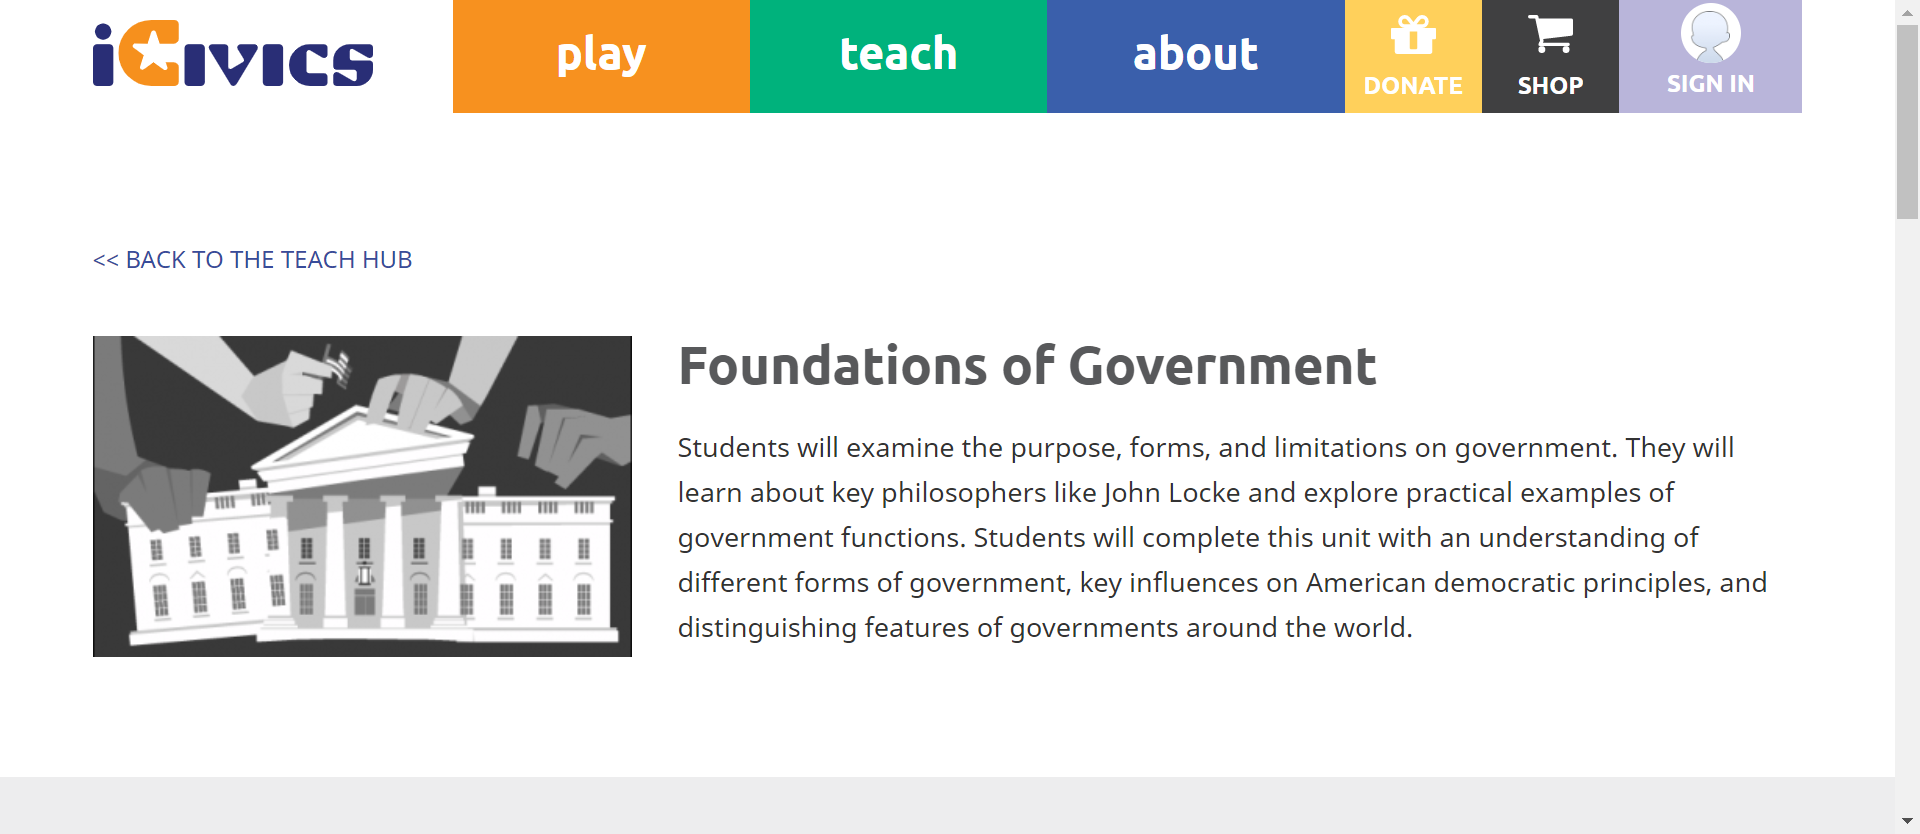 iCivics
play
teach
about
DONATE
SHOP
SIGN IN
<< BACK TO THE TEACH HUB
Foundations of Government
Students will examine the purpose, forms, and limitations on government. They will
learn about key philosophers like John Locke and explore practical examples of
government functions. Students will complete this unit with an understanding of
different forms of government, key influences on American democratic principles, and
distinguishing features of governments around the world.